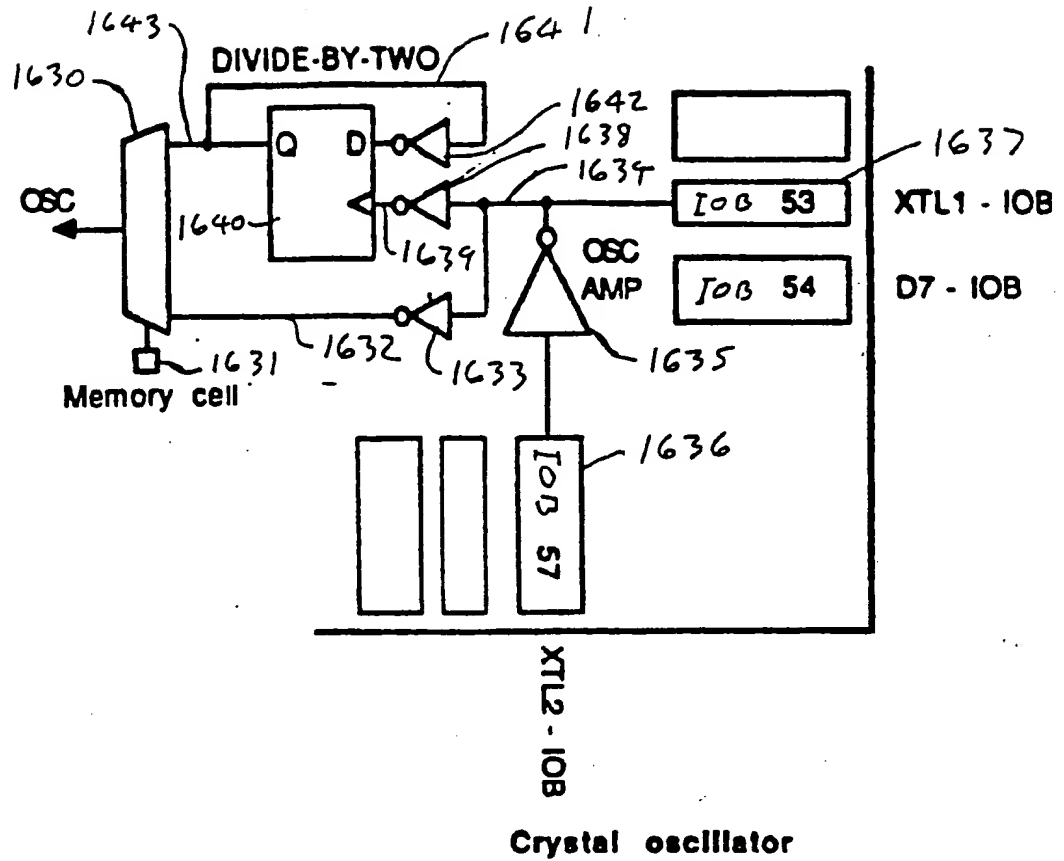 1643
1641
1630
DIVIDE-BY-TWO
1642
1638
1634
1637
Q D
OSC
1640
1639
IOB 53
XTL1 - IOB
OSC
AMP
IOB 54
D7 - IOB
1632
1631
1633
1635
Memory cell
1636
IOB 57
XTL2 - IOB
Crystal oscillator